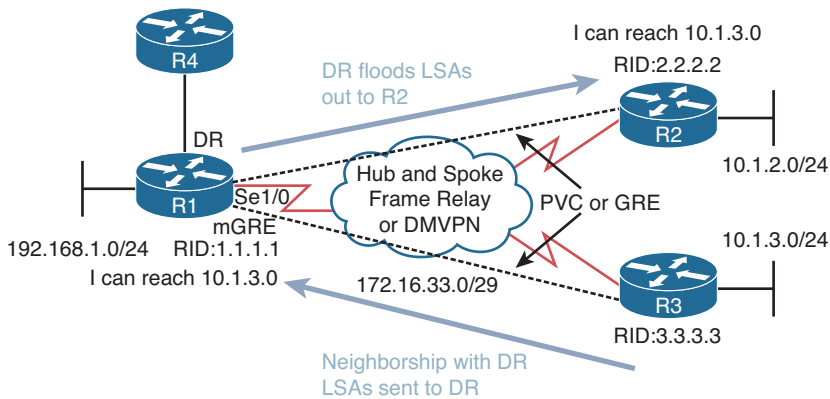 R4
I can reach 10.1.3.0
RID:2.2.2.2
DR floods LSAs
out to R2
DR
R2
10.1.2.0/24
R1
Se1/0
mGRE
Hub and Spoke
Frame Relay
or DMVPN
PVC or GRE
192.168.1.0/24
RID:1.1.1.1
I can reach 10.1.3.0
172.16.33.0/29
10.1.3.0/24
R3
RID:3.3.3.3
Neighborship with DR
LSAs sent to DR